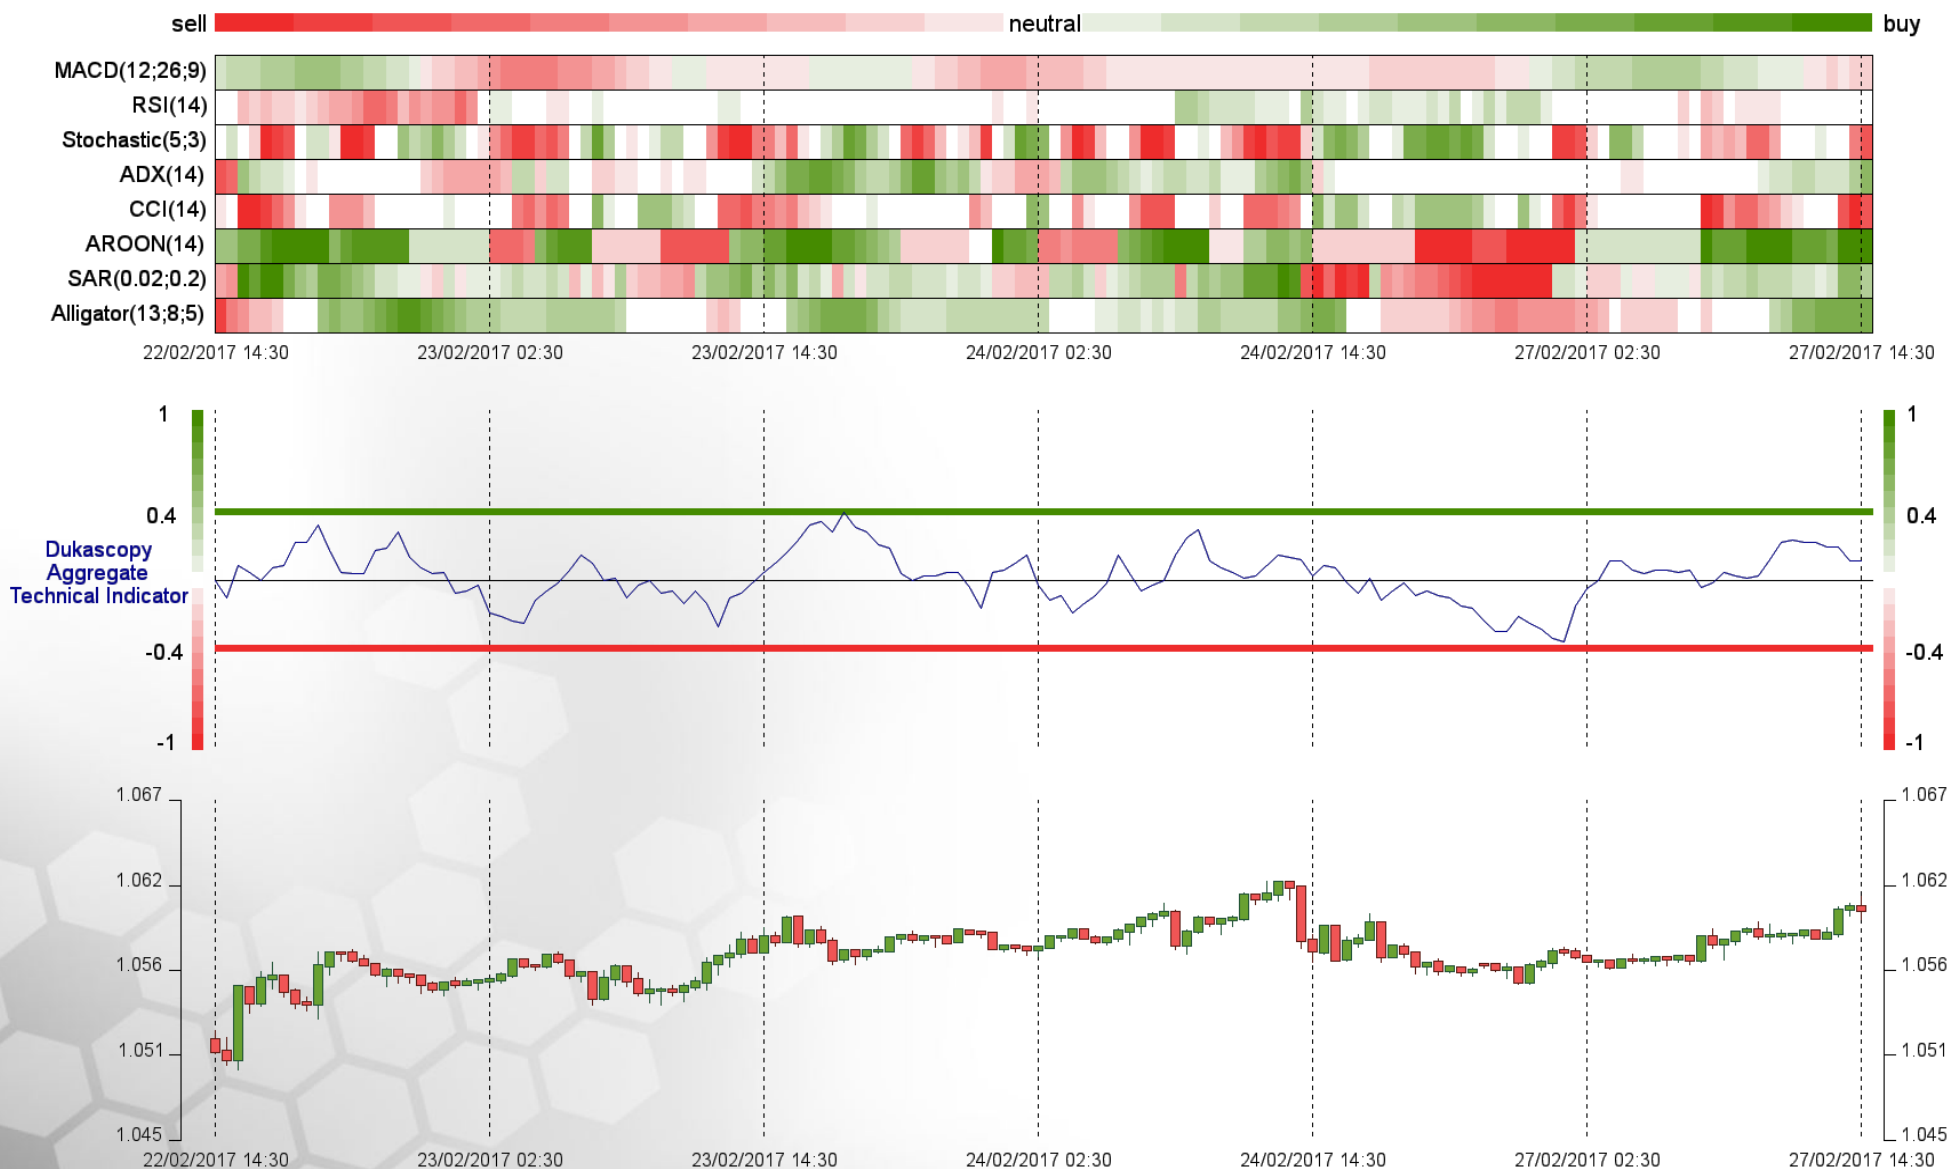 sell neutral buy
MACD(12;26;9)
RSI(14)
Stochastic(5;3)
ADX(14)
CCI(14)
AROON(14)
SAR(0.02;0.2)
Alligator(13;8;5)
22/02/2017 14:30 23/02/2017 02:30 23/02/2017 14:30 24/02/2017 02:30 24/02/2017 14:30 27/02/2017 02:30 27/02/2017 14:30
1 1
0.4 0.4
Dukascopy
Aggregate
Technical Indicator
-0.4 -0.4
-1 -1
1.067 1.067
1.062 1.062
1.056 1.056
1.051 1.051
1.045 1.045
22/02/2017 14:30 23/02/2017 02:30 23/02/2017 14:30 24/02/2017 02:30 24/02/2017 14:30 27/02/2017 02:30 27/02/2017 14:30